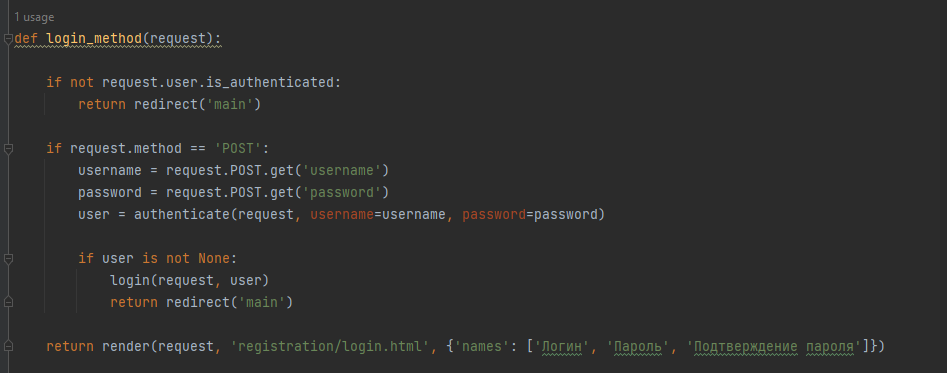 1 usage
def login_method(request):
if not request.user.is_authenticated:
return redirect('main')
if request.method == 'POST':
username = request.POST.get('username')
password = request.POST.get('password')
user = authenticate(request, username=username, password=password)
if user is not None:
login(request, user)
return redirect('main')
return render(request, 'registration/login.html', {'names': ['Логин', 'Пароль', 'Подтверждение пароля']})